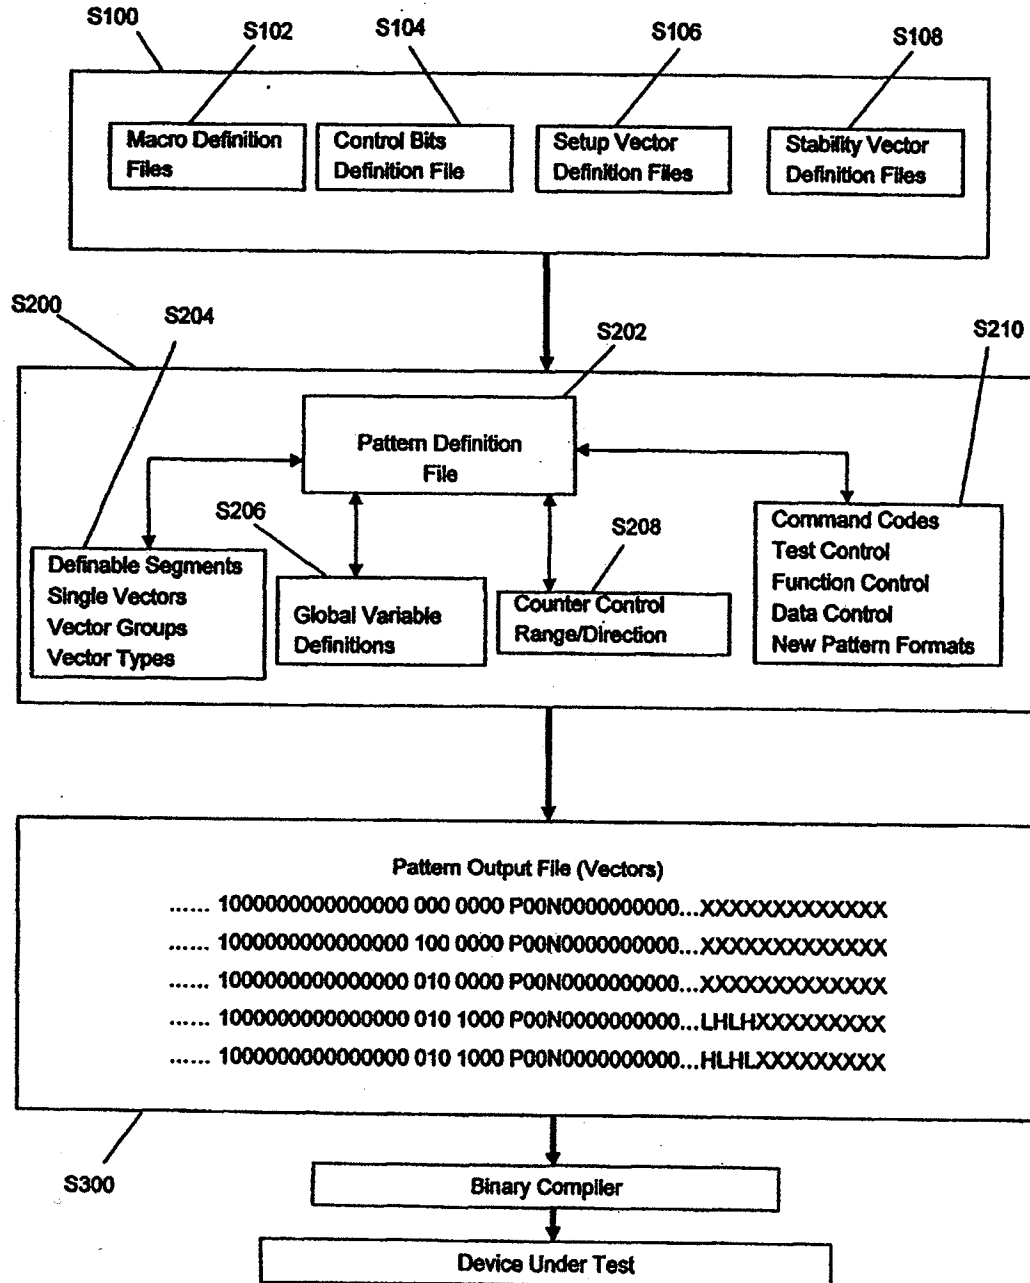 S100
S102
S104
S106
S108
Macro Definition
Files
Control Bits
Definition File
Setup Vector
Definition Files
Stability Vector
Definition Files
S200
S204
S202
S210
Pattern Definition
File
S206
S208
Definable Segments
Single Vectors
Vector Groups
Vector Types
Global Variable
Definitions
Counter Control
Range/Direction
Command Codes
Test Control
Function Control
Data Control
New Pattern Formats
Pattern Output File (Vectors)
...... 1000000000000000 000 0000 P00N0000000000...XXXXXXXXXXXXX
...... 1000000000000000 100 0000 P00N0000000000...XXXXXXXXXXXXX
...... 1000000000000000 010 0000 P00N0000000000...XXXXXXXXXXXXX
...... 1000000000000000 010 1000 P00N0000000000...LHLHXXXXXXXXX
...... 1000000000000000 010 1000 P00N0000000000...HLHLXXXXXXXXX
S300
Binary Compiler
Device Under Test